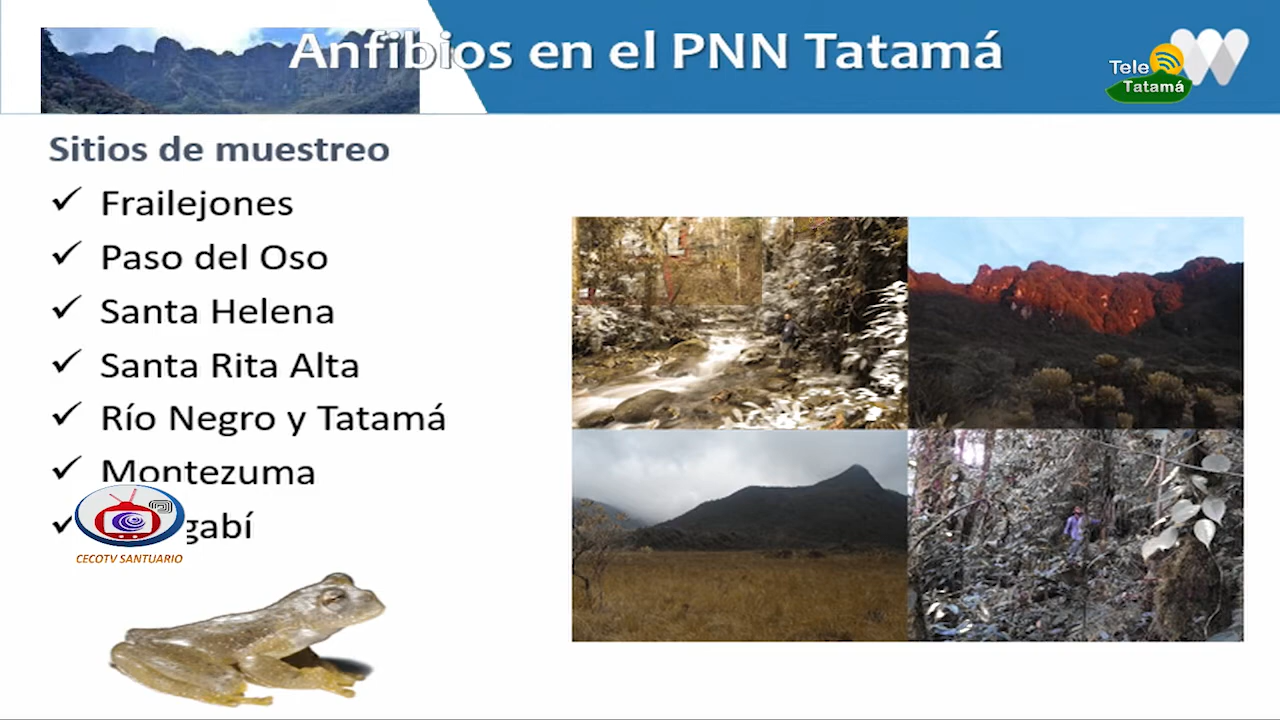 Anfibios en el PNN Tatamá
Tele
Tatamá
Sitios de muestreo
✓ Frailejones
✓ Paso del Oso
✓ Santa Helena
✓ Santa Rita Alta
✓ Río Negro y Tatamá
✓ Montezuma
CECOTV SANTUARIO